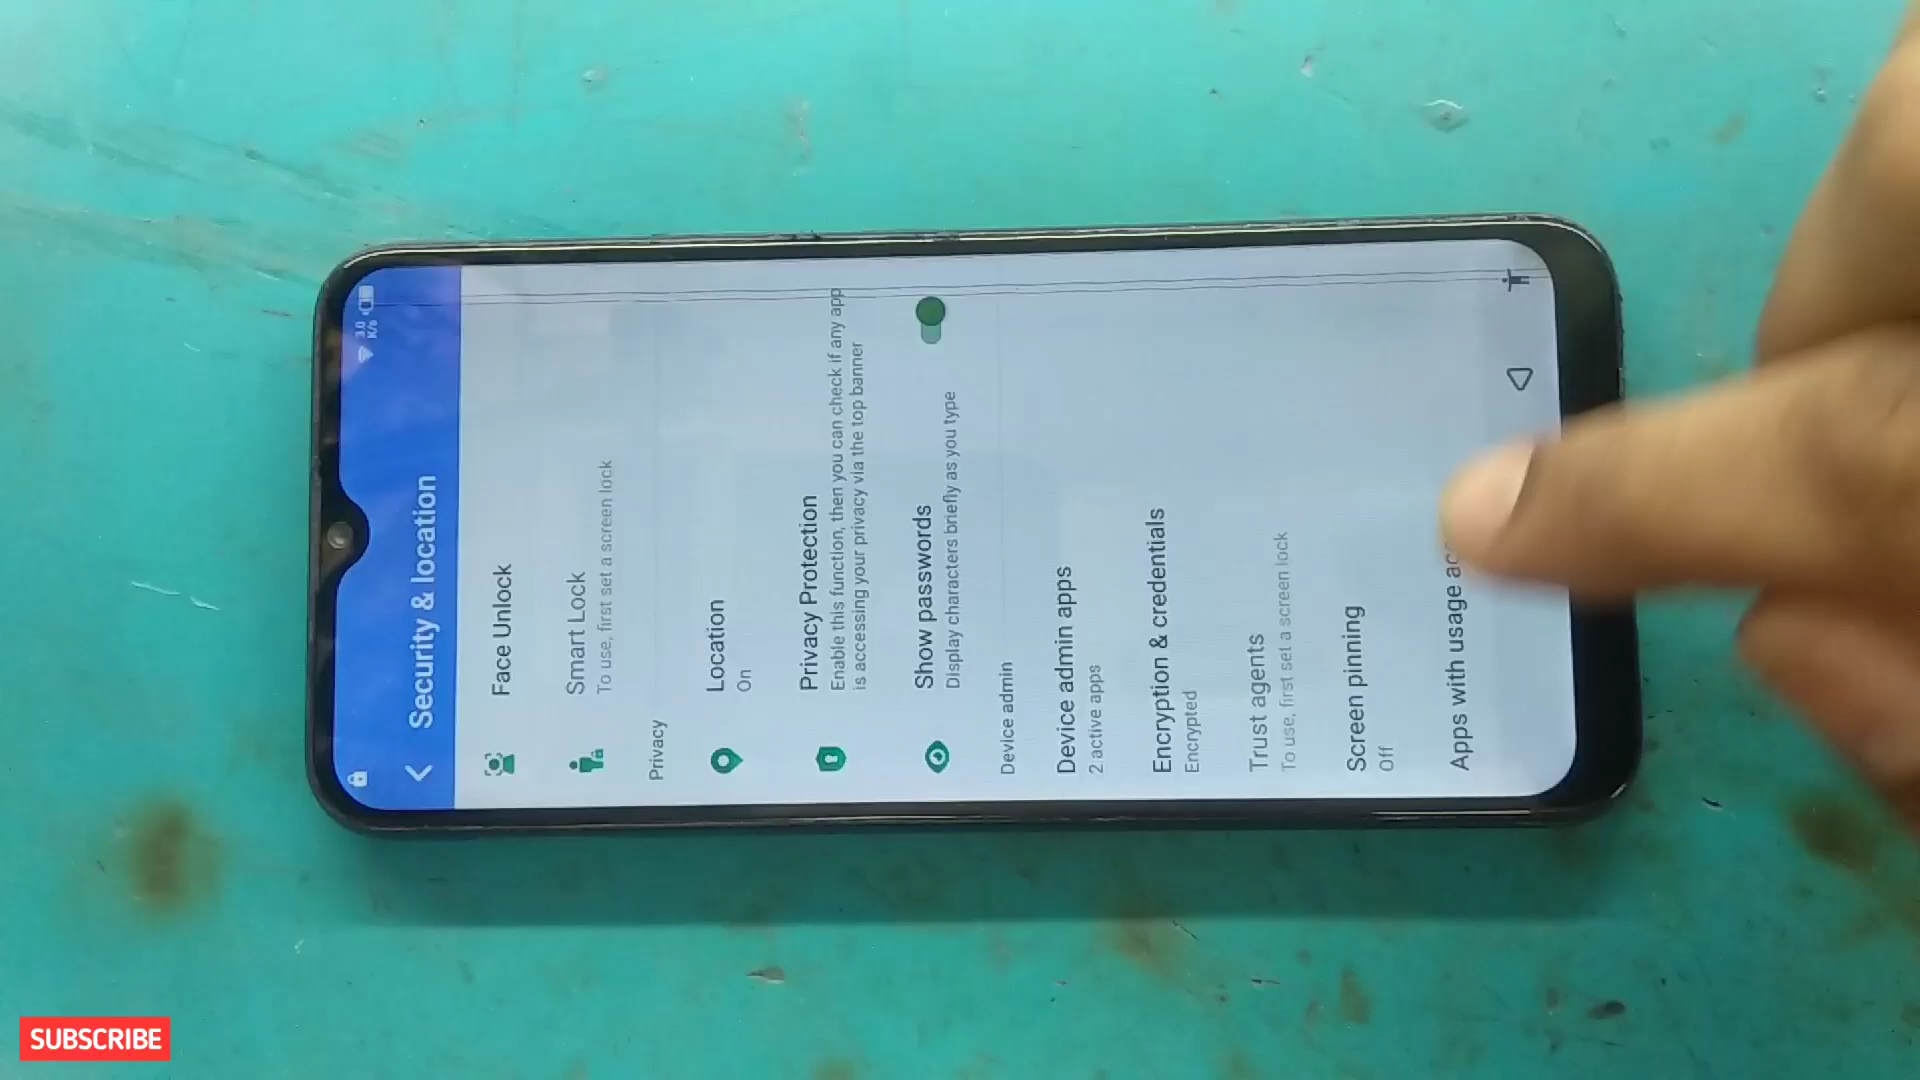 3.0
K/s
Security & location
Face Unlock
Smart Lock
To use, first set a screen lock
Privacy
Location
On
Privacy Protection
Enable this function, then you can check if any app
is accessing your privacy via the top banner
Show passwords
Display characters briefly as you type
Device admin
Device admin apps
2 active apps
Encryption & credentials
Encrypted
Trust agents
To use, first set a screen lock
Screen pinning
Off
Apps with usage
SUBSCRIBE